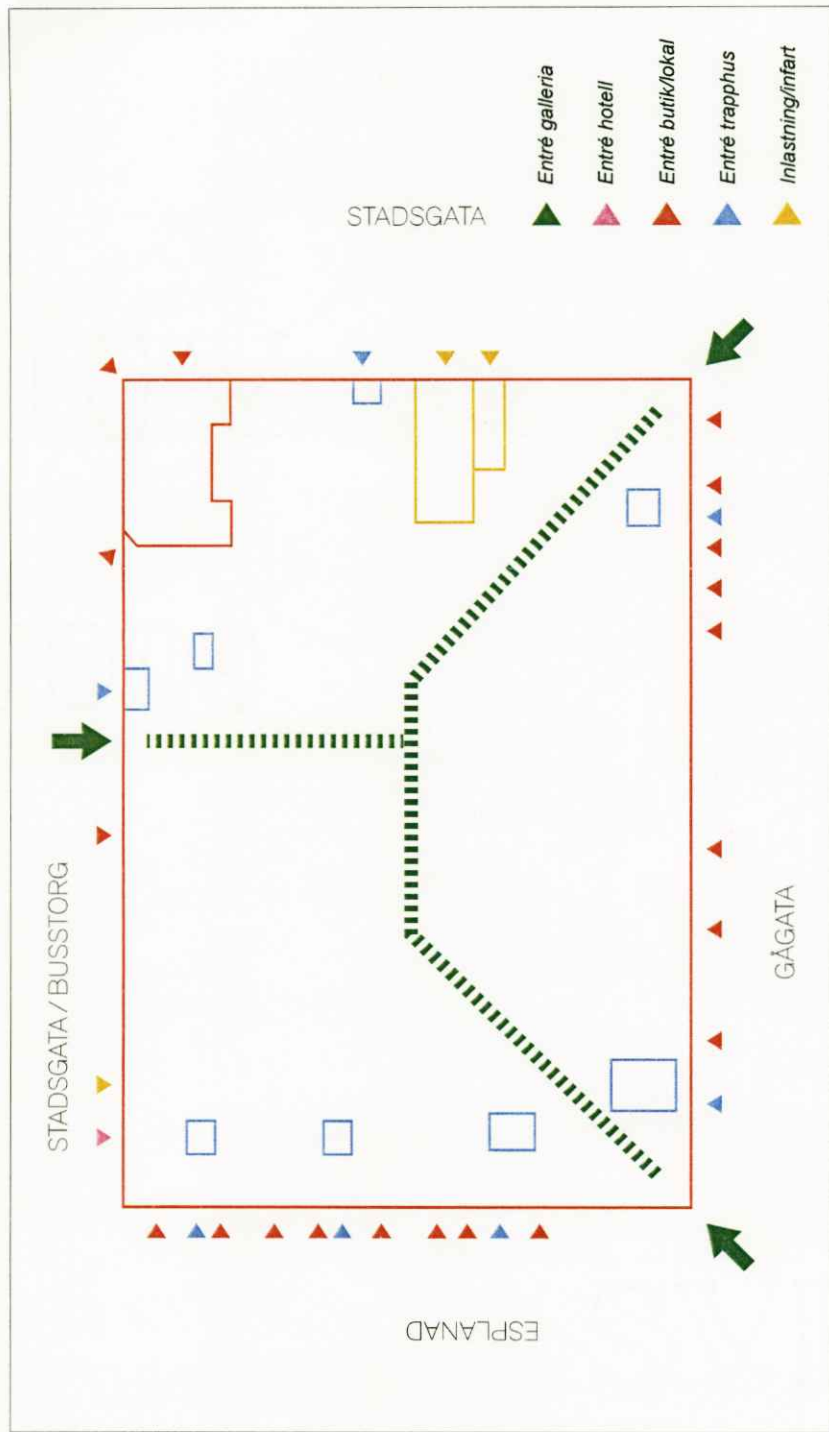 STADSGATA / BUSSTORG
STADSGATA
ESPLANAD
GÅGATA
Entré galleria
Entré hotell
Entré butik/lokal
Entré trapphus
Inlastning/infart